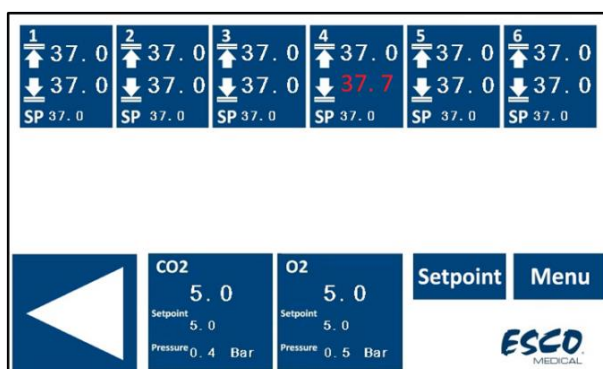 1 2 3 4 5 6
37.0 37.0 37.0 37.0 37.0 37.0
37.0 37.0 37.0 37.7 37.0 37.0
SP 37.0 SP 37.0 SP 37.0 SP 37.0 SP 37.0 SP 37.0
CO2 O2 Setpoint Menu
5.0 5.0
Setpoint Setpoint
5.0 5.0
Pressure 0.4 Bar Pressure 0.5 Bar
ESCO
MEDICAL